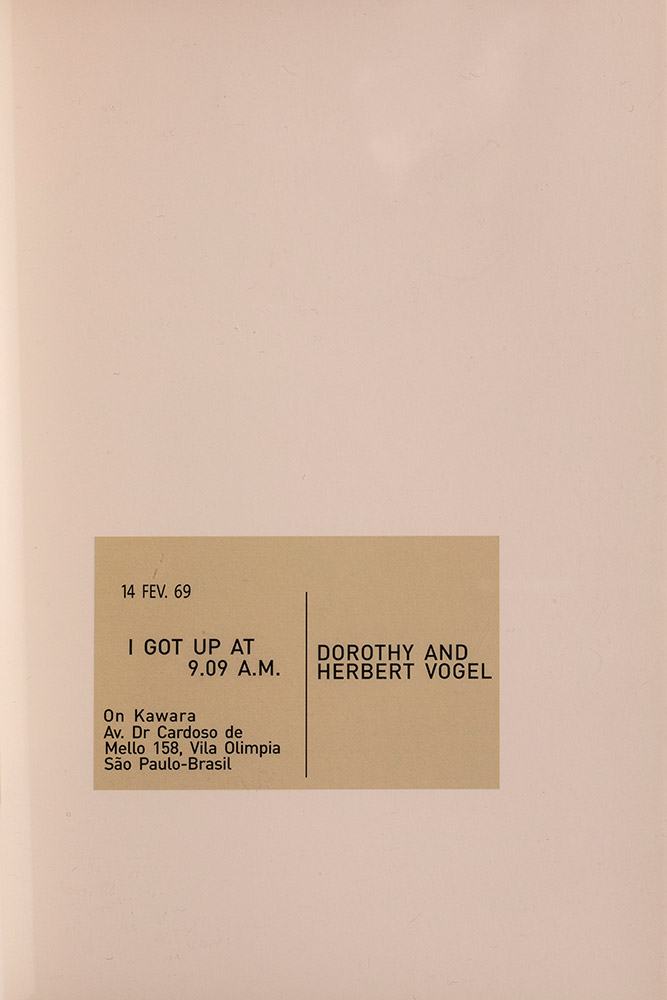 14 FEV. 69
I GOT UP AT
9.09 A.M.
On Kawara
Av. Dr Cardoso de
Mello 158, Vila Olimpia
São Paulo-Brasil
DOROTHY AND
HERBERT VOGEL